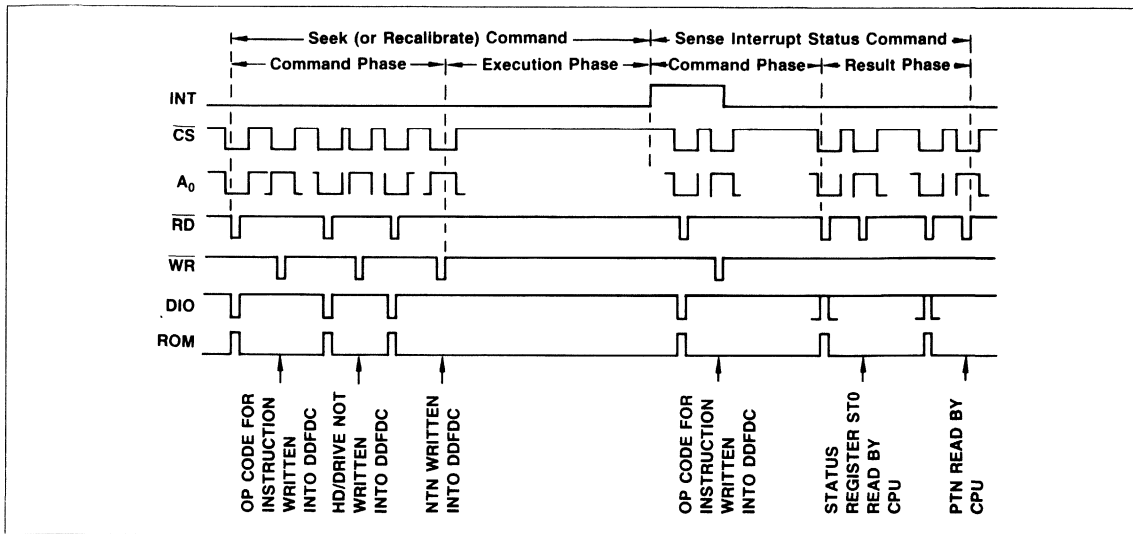 Seek (or Recalibrate) Command
Sense Interrupt Status Command
Command Phase
Execution Phase
Command Phase
Result Phase
INT
CS
A0
RD
WR
DIO
ROM
OP CODE FOR
INSTRUCTION
WRITTEN
INTO DDFDC
HD/DRIVE NOT
WRITTEN
INTO DDFDC
NTN WRITTEN
INTO DDFDC
OP CODE FOR
INSTRUCTION
WRITTEN
INTO DDFDC
STATUS
REGISTER ST0
READ BY
CPU
PTN READ BY
CPU